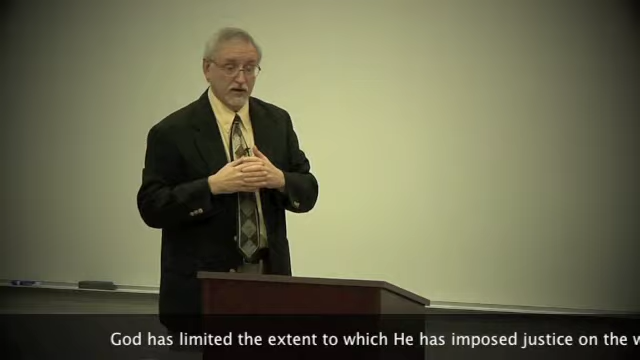 God has limited the extent to which He has imposed justice on the